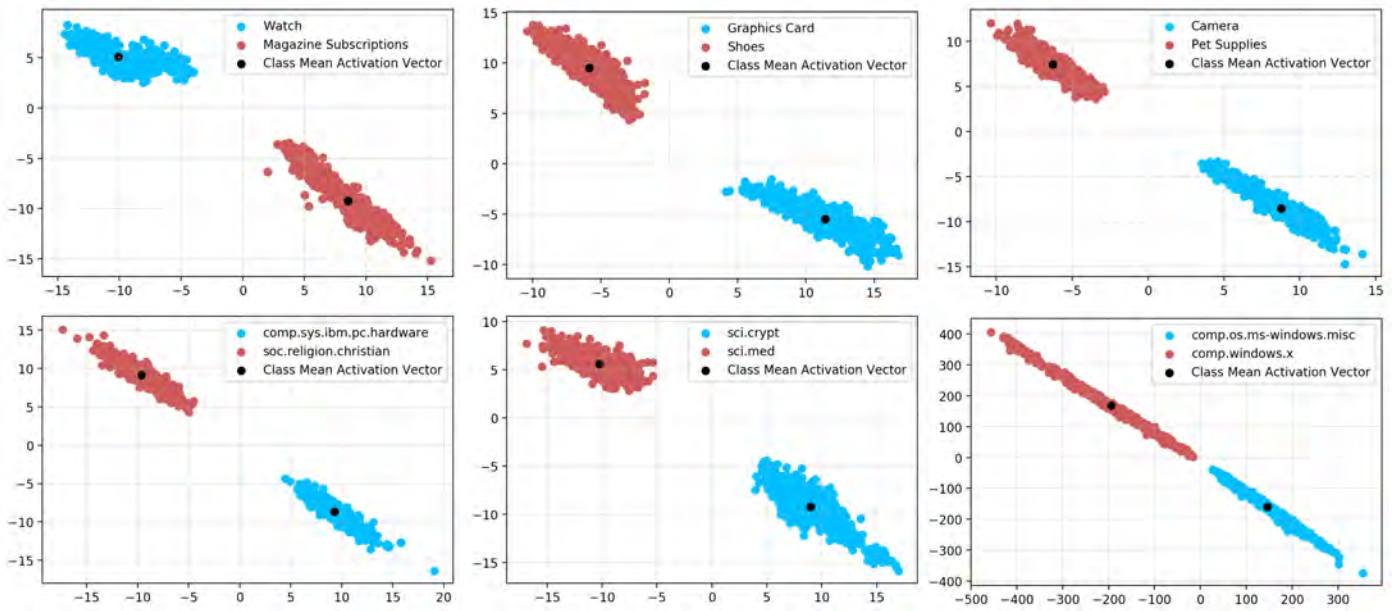 Watch
Magazine Subscriptions
Class Mean Activation Vector
5
0
−5
−10
−15
−15 −10 −5 0 5 10 15
Graphics Card
Shoes
Class Mean Activation Vector
15
10
5
0
−5
−10
−10 −5 0 5 10 15
Camera
Pet Supplies
Class Mean Activation Vector
10
5
0
−5
−10
−15
−10 −5 0 5 10 15
comp.sys.ibm.pc.hardware
soc.religion.christian
Class Mean Activation Vector
15
10
5
0
−5
−10
−15
−15 −10 −5 0 5 10 15 20
sci.crypt
sci.med
Class Mean Activation Vector
10
5
0
−5
−10
−15
−15 −10 −5 0 5 10 15
comp.os.ms-windows.misc
comp.windows.x
Class Mean Activation Vector
400
300
200
100
0
−100
−200
−300
−400
−500 −400 −300 −200 −100 0 100 200 300